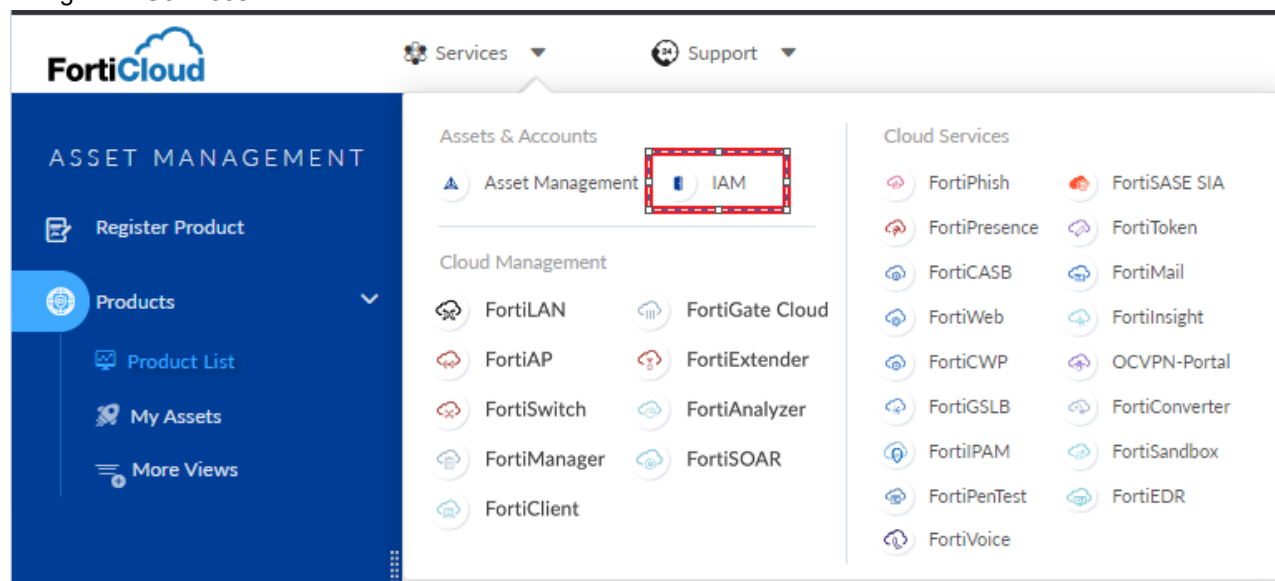 FortiCloud
Services
Support
24
ASSET MANAGEMENT
Register Product
Products
Product List
My Assets
More Views
Assets & Accounts
Asset Management
IAM
Cloud Management
FortiLAN
FortiGate Cloud
FortiAP
FortiExtender
FortiSwitch
FortiAnalyzer
FortiManager
FortiSOAR
FortiClient
Cloud Services
FortiPhish
FortiSASE SIA
FortiPresence
FortiToken
FortiCASB
FortiMail
FortiWeb
FortiInsight
FortiCWP
OCVPN-Portal
FortiGSLB
FortiConverter
FortiIPAM
FortiSandbox
FortiPenTest
FortiEDR
FortiVoice